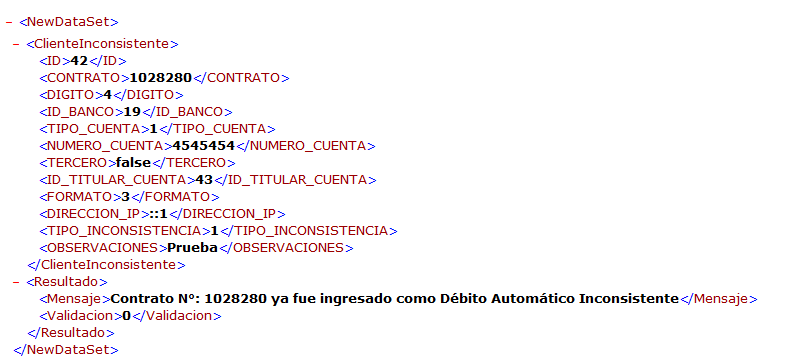 - <NewDataSet>
- <ClienteInconsistente>
<ID>42</ID>
<CONTRATO>1028280</CONTRATO>
<DIGITO>4</DIGITO>
<ID_BANCO>19</ID_BANCO>
<TIPO_CUENTA>1</TIPO_CUENTA>
<NUMERO_CUENTA>4545454</NUMERO_CUENTA>
<TERCERO>false</TERCERO>
<ID_TITULAR_CUENTA>43</ID_TITULAR_CUENTA>
<FORMATO>3</FORMATO>
<DIRECCION_IP>::1</DIRECCION_IP>
<TIPO_INCONSISTENCIA>1</TIPO_INCONSISTENCIA>
<OBSERVACIONES>Prueba</OBSERVACIONES>
</ClienteInconsistente>
- <Resultado>
<Mensaje>Contrato N°: 1028280 ya fue ingresado como Débito Automático Inconsistente</Mensaje>
<Validacion>0</Validacion>
</Resultado>
</NewDataSet>